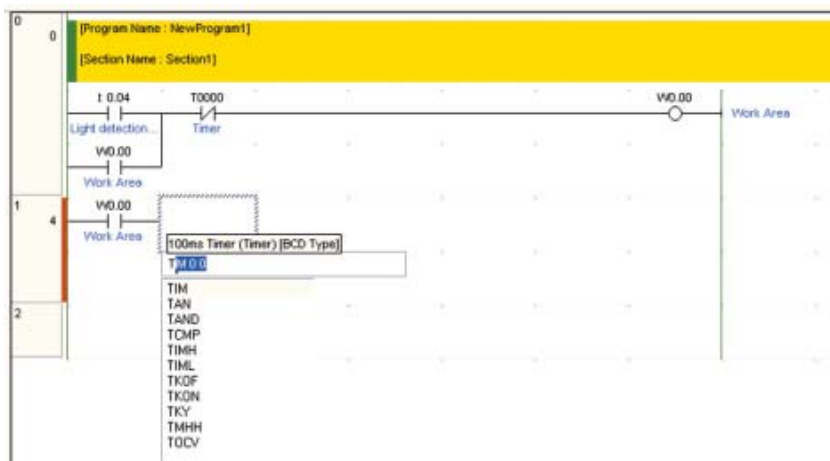 0
0
[Program Name : NewProgram1]
[Section Name : Section1]
I: 0.04 T0000 W0.00
Light detection... Timer Work Area
W0.00
Work Area
1
4
W0.00
Work Area
100ms Timer (Timer) [BCD Type]
TIM 0 0
TIM
TAN
TAND
TCMP
TIMH
TIML
TKOF
TKON
TKY
TMHH
TOCV
2